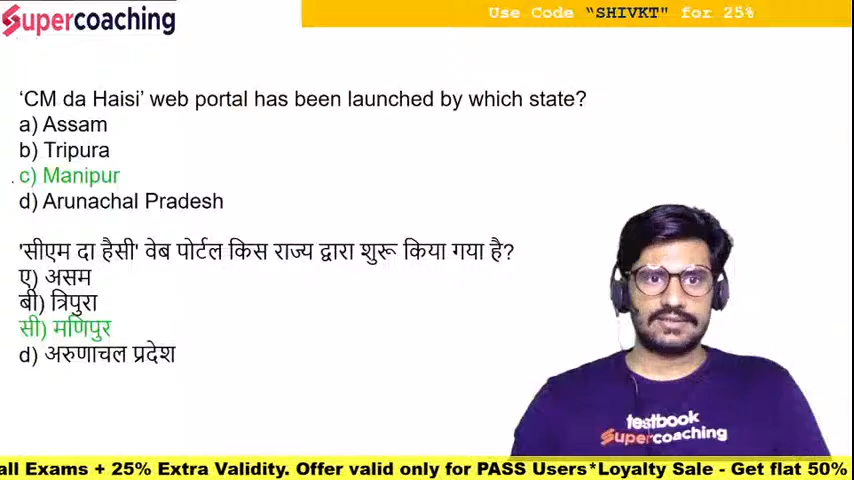 Supercoaching
Use Code “SHIVKT" for 25%
‘CM da Haisi’ web portal has been launched by which state?
a) Assam
b) Tripura
c) Manipur
d) Arunachal Pradesh
'सीएम दा हैसी' वेब पोर्टल किस राज्य द्वारा शुरू किया गया है?
ए) असम
बी) त्रिपुरा
सी) मणिपुर
d) अरुणाचल प्रदेश
testbook
Supercoaching
all Exams + 25% Extra Validity. Offer valid only for PASS Users*Loyalty Sale - Get flat 50%